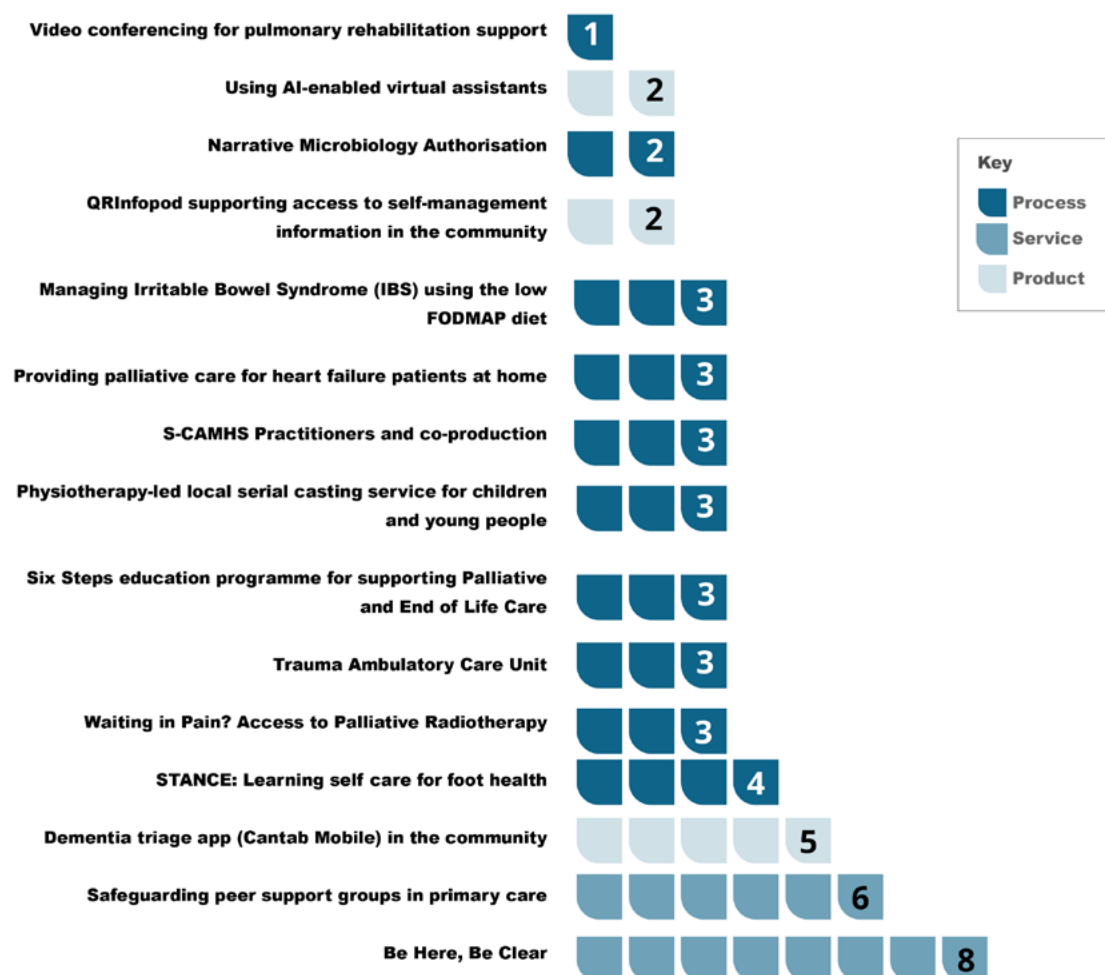 Video conferencing for pulmonary rehabilitation support
1
Using AI-enabled virtual assistants
2
Narrative Microbiology Authorisation
2
QRInfopod supporting access to self-management
information in the community
2
Key
Process
Service
Product
Managing Irritable Bowel Syndrome (IBS) using the low
FODMAP diet
3
Providing palliative care for heart failure patients at home
3
S-CAMHS Practitioners and co-production
3
Physiotherapy-led local serial casting service for children
and young people
3
Six Steps education programme for supporting Palliative
and End of Life Care
3
Trauma Ambulatory Care Unit
3
Waiting in Pain? Access to Palliative Radiotherapy
3
STANCE: Learning self care for foot health
4
Dementia triage app (Cantab Mobile) in the community
5
Safeguarding peer support groups in primary care
6
Be Here, Be Clear
8